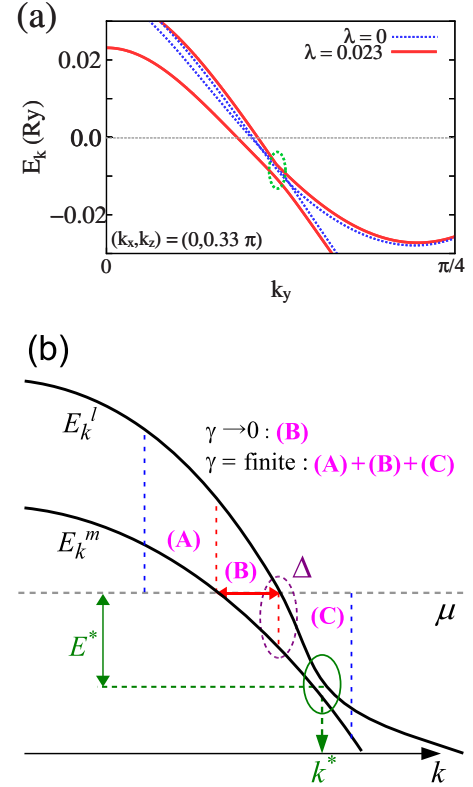 (a)
λ = 0
λ = 0.023
0.02
0.0
−0.02
E_k (Ry)
(k_x,k_z) = (0,0.33 π)
0
π/4
k_y
(b)
E_k^l
γ → 0 : (B)
γ = finite : (A) + (B) + (C)
E_k^m
(A)
(B)
Δ
(C)
μ
E*
k*
k